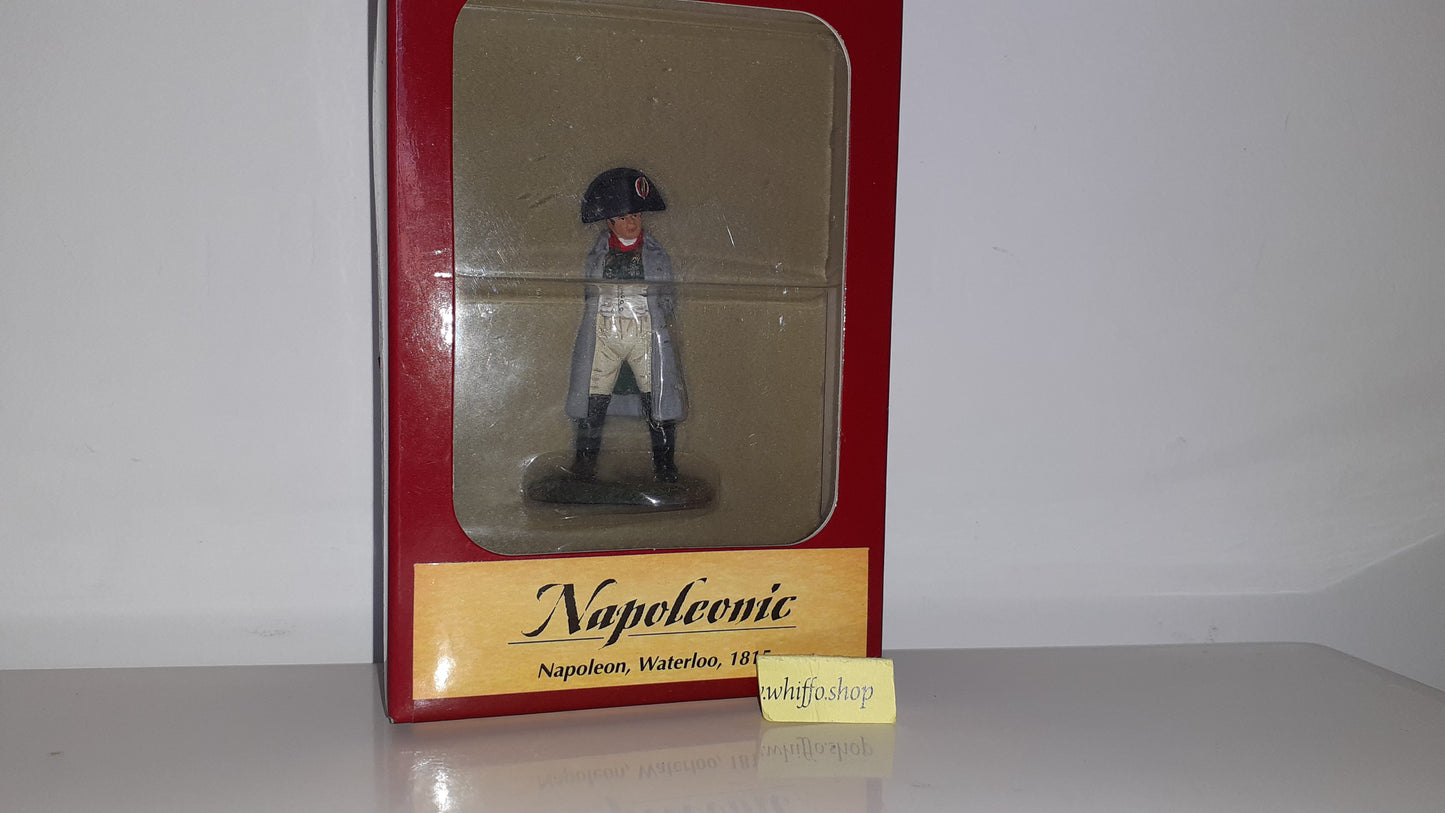 Napoleonic
Napoleon, Waterloo, 181
.whiffo.shop